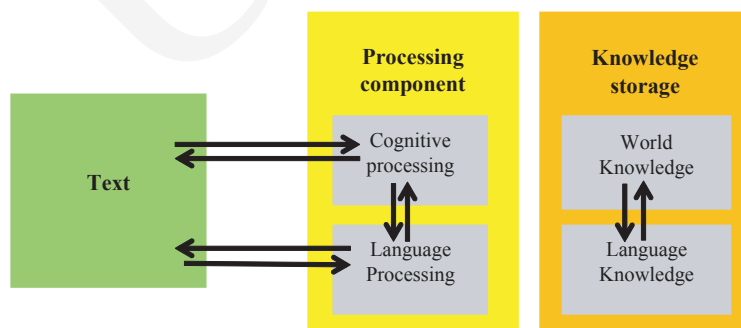 Text
Processing
component
Cognitive
processing
Language
Processing
Knowledge
storage
World
Knowledge
Language
Knowledge